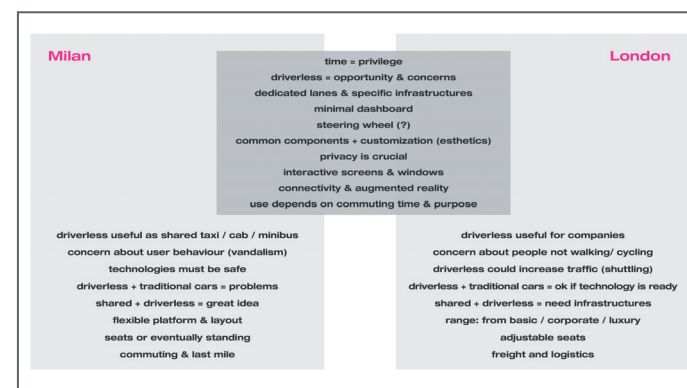 Milan
London
time = privilege
driverless = opportunity & concerns
dedicated lanes & specific infrastructures
minimal dashboard
steering wheel (?)
common components + customization (esthetics)
privacy is crucial
interactive screens & windows
connectivity & augmented reality
use depends on commuting time & purpose
driverless useful as shared taxi / cab / minibus
concern about user behaviour (vandalism)
technologies must be safe
driverless + traditional cars = problems
shared + driverless = great idea
flexible platform & layout
seats or eventually standing
commuting & last mile
driverless useful for companies
concern about people not walking/ cycling
driverless could increase traffic (shuttling)
driverless + traditional cars = ok if technology is ready
shared + driverless = need infrastructures
range: from basic / corporate / luxury
adjustable seats
freight and logistics